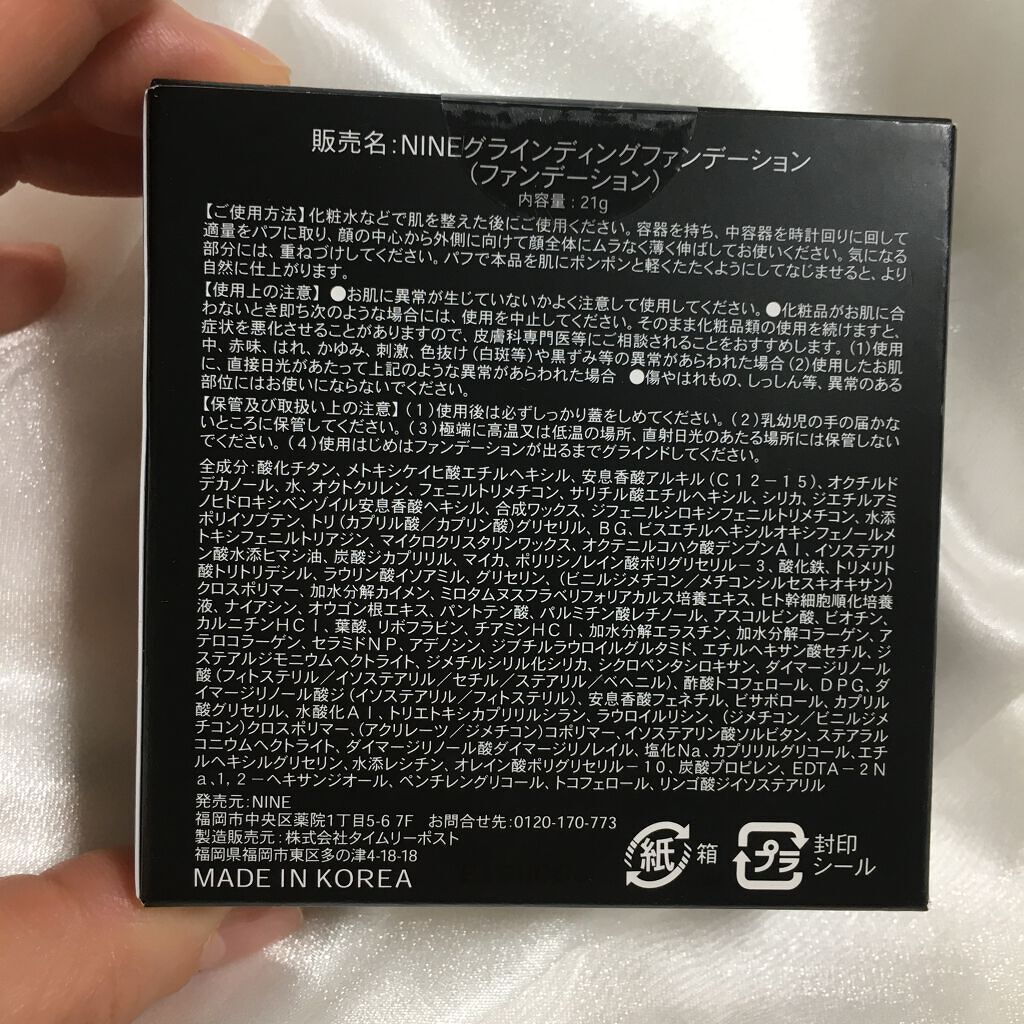 販売名：NINEグラインディングファンデーション
（ファンデーション）
内容量：21g
【ご使用方法】化粧水などで肌を整えた後にご使用ください。容器を持ち、中容器を時計回りに回して
適量をパフに取り、顔の中心から外側に向けて顔全体にムラなく薄く伸ばしてお使いください。気になる
部分には、重ねづけしてください。パフで本品を肌にポンポンと軽くたたくようにしてなじませると、より
自然に仕上がります。
【使用上の注意】●お肌に異常が生じていないかよく注意して使用してください。●化粧品がお肌に合
わないとき即ち次のような場合には、使用を中止してください。そのまま化粧品類の使用を続けますと、
症状を悪化させることがありますので、皮膚科専門医等にご相談されることをおすすめします。（1）使用
中、赤味、はれ、かゆみ、刺激、色抜け（白斑等）や黒ずみ等の異常があらわれた場合（2）使用したお肌
に、直接日光があたって上記のような異常があらわれた場合 ●傷やはれもの、しっしん等、異常のある
部位にはお使いにならないでください。
【保管及び取扱い上の注意】（1）使用後は必ずしっかり蓋をしめてください。（2）乳幼児の手の届かな
いところに保管してください。（3）極端に高温又は低温の場所、直射日光のあたる場所には保管しない
でください。（4）使用はじめはファンデーションが出るまでグラインドしてください。
全成分：酸化チタン、メトキシケイヒ酸エチルヘキシル、安息香酸アルキル（C12－15）、オクチルド
デカノール、水、オクトクリレン、フェニルトリメチコン、サリチル酸エチルヘキシル、シリカ、ジエチルアミ
ノヒドロキシベンゾイル安息香酸ヘキシル、合成ワックス、ジフェニルシロキシフェニルトリメチコン、水添
ポリイソブテン、トリ（カプリル酸／カプリン酸）グリセリル、BG、ビスエチルヘキシルオキシフェノールメ
トキシフェニルトリアジン、マイクロクリスタリンワックス、オクテニルコハク酸デンプンAl、イソステアリ
ン酸水添ヒマシ油、炭酸ジカプリリル、マイカ、ポリリシノレイン酸ポリグリセリル－3、酸化鉄、トリメリト
酸トリトリデシル、ラウリン酸イソアミル、グリセリン、（ビニルジメチコン／メチコンシルセスキオキサン）
クロスポリマー、加水分解カイメン、ミロタムヌスフラベリフォリアカルス培養エキス、ヒト幹細胞順化培養
液、ナイアシン、オウゴン根エキス、パントテン酸、パルミチン酸レチノール、アスコルビン酸、ビオチン、
カルニチンHCl、葉酸、リボフラビン、チアミンHCl、加水分解エラスチン、加水分解コラーゲン、ア
テロコラーゲン、セラミドNP、アデノシン、ジブチルラウロイルグルタミド、エチルヘキサン酸セチル、ジ
ステアルジモニウムヘクトライト、ジメチルシリル化シリカ、シクロペンタシロキサン、ダイマージリノール
酸（フィトステリル／イソステアリル／セチル／ステアリル／ベヘニル）、酢酸トコフェロール、DPG、ダ
イマージリノール酸ジ（イソステアリル／フィトステリル）、安息香酸フェネチル、ビサボロール、カプリル
酸グリセリル、水酸化Al、トリエトキシカプリリルシラン、ラウロイルリシン、（ジメチコン／ビニルジメ
チコン）クロスポリマー、（アクリレーツ／ジメチコン）コポリマー、イソステアリン酸ソルビタン、ステアラル
コニウムヘクトライト、ダイマージリノール酸ダイマージリノレイル、塩化Na、カプリリルグリコール、エチ
ルヘキシルグリセリン、水添レシチン、オレイン酸ポリグリセリル－10、炭酸プロピレン、EDTA－2N
a、1，2－ヘキサンジオール、ペンチレングリコール、トコフェロール、リンゴ酸ジイソステアリル
発売元：NINE
福岡市中央区薬院1丁目5-6 7F お問合せ先：0120-170-773
製造販売元：株式会社タイムリーポスト
福岡県福岡市東区多の津4-18-18
MADE IN KOREA
紙 箱
プラ 封印
シール